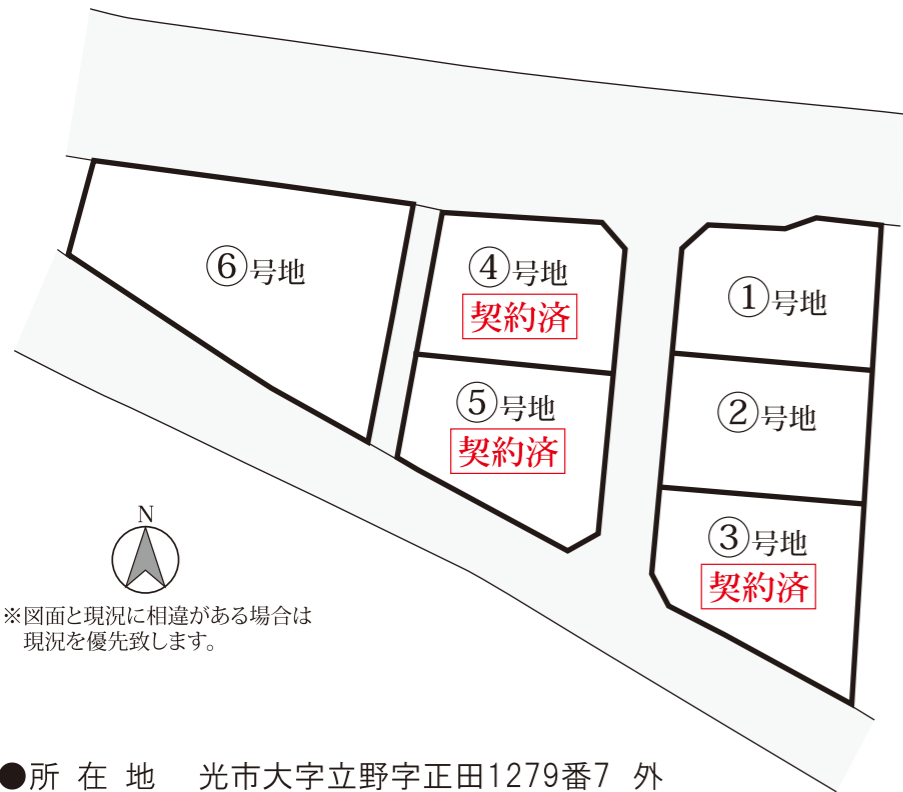 ⑥号地
④号地
契約済
①号地
⑤号地
契約済
②号地
③号地
契約済
N
※図面と現況に相違がある場合は
現況を優先致します。
●所在地 光市大字立野字正田1279番7 外